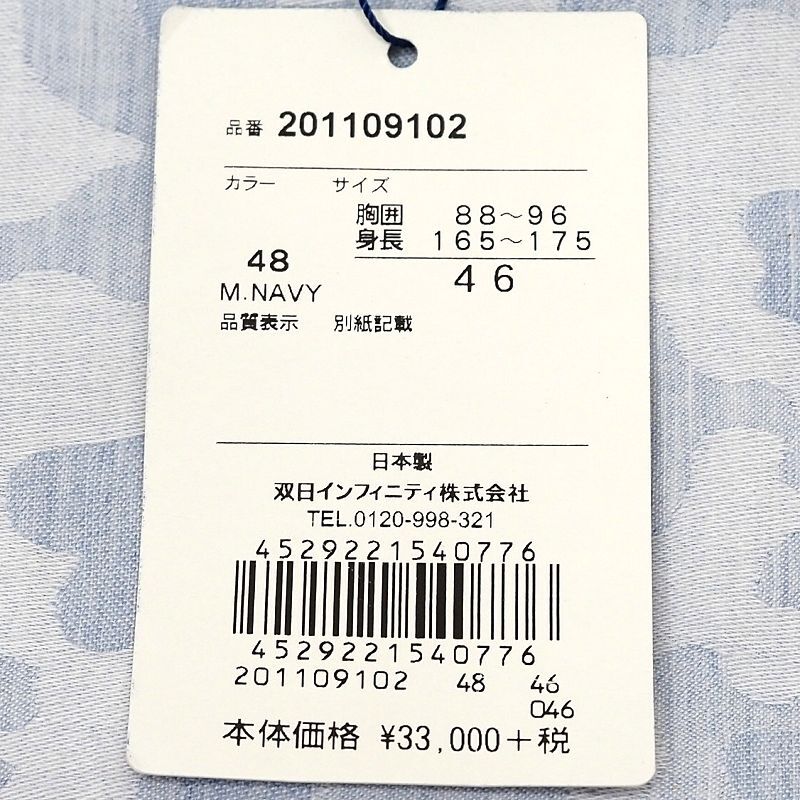 品番 201109102
カラー サイズ
胸囲 88～96
身長 165～175
48 46
M.NAVY
品質表示 別紙記載
日本製
双日インフィニティ株式会社
TEL.0120-998-321
4529221540776
4529221540776
201109102 48 46
046
本体価格 ¥33,000+税